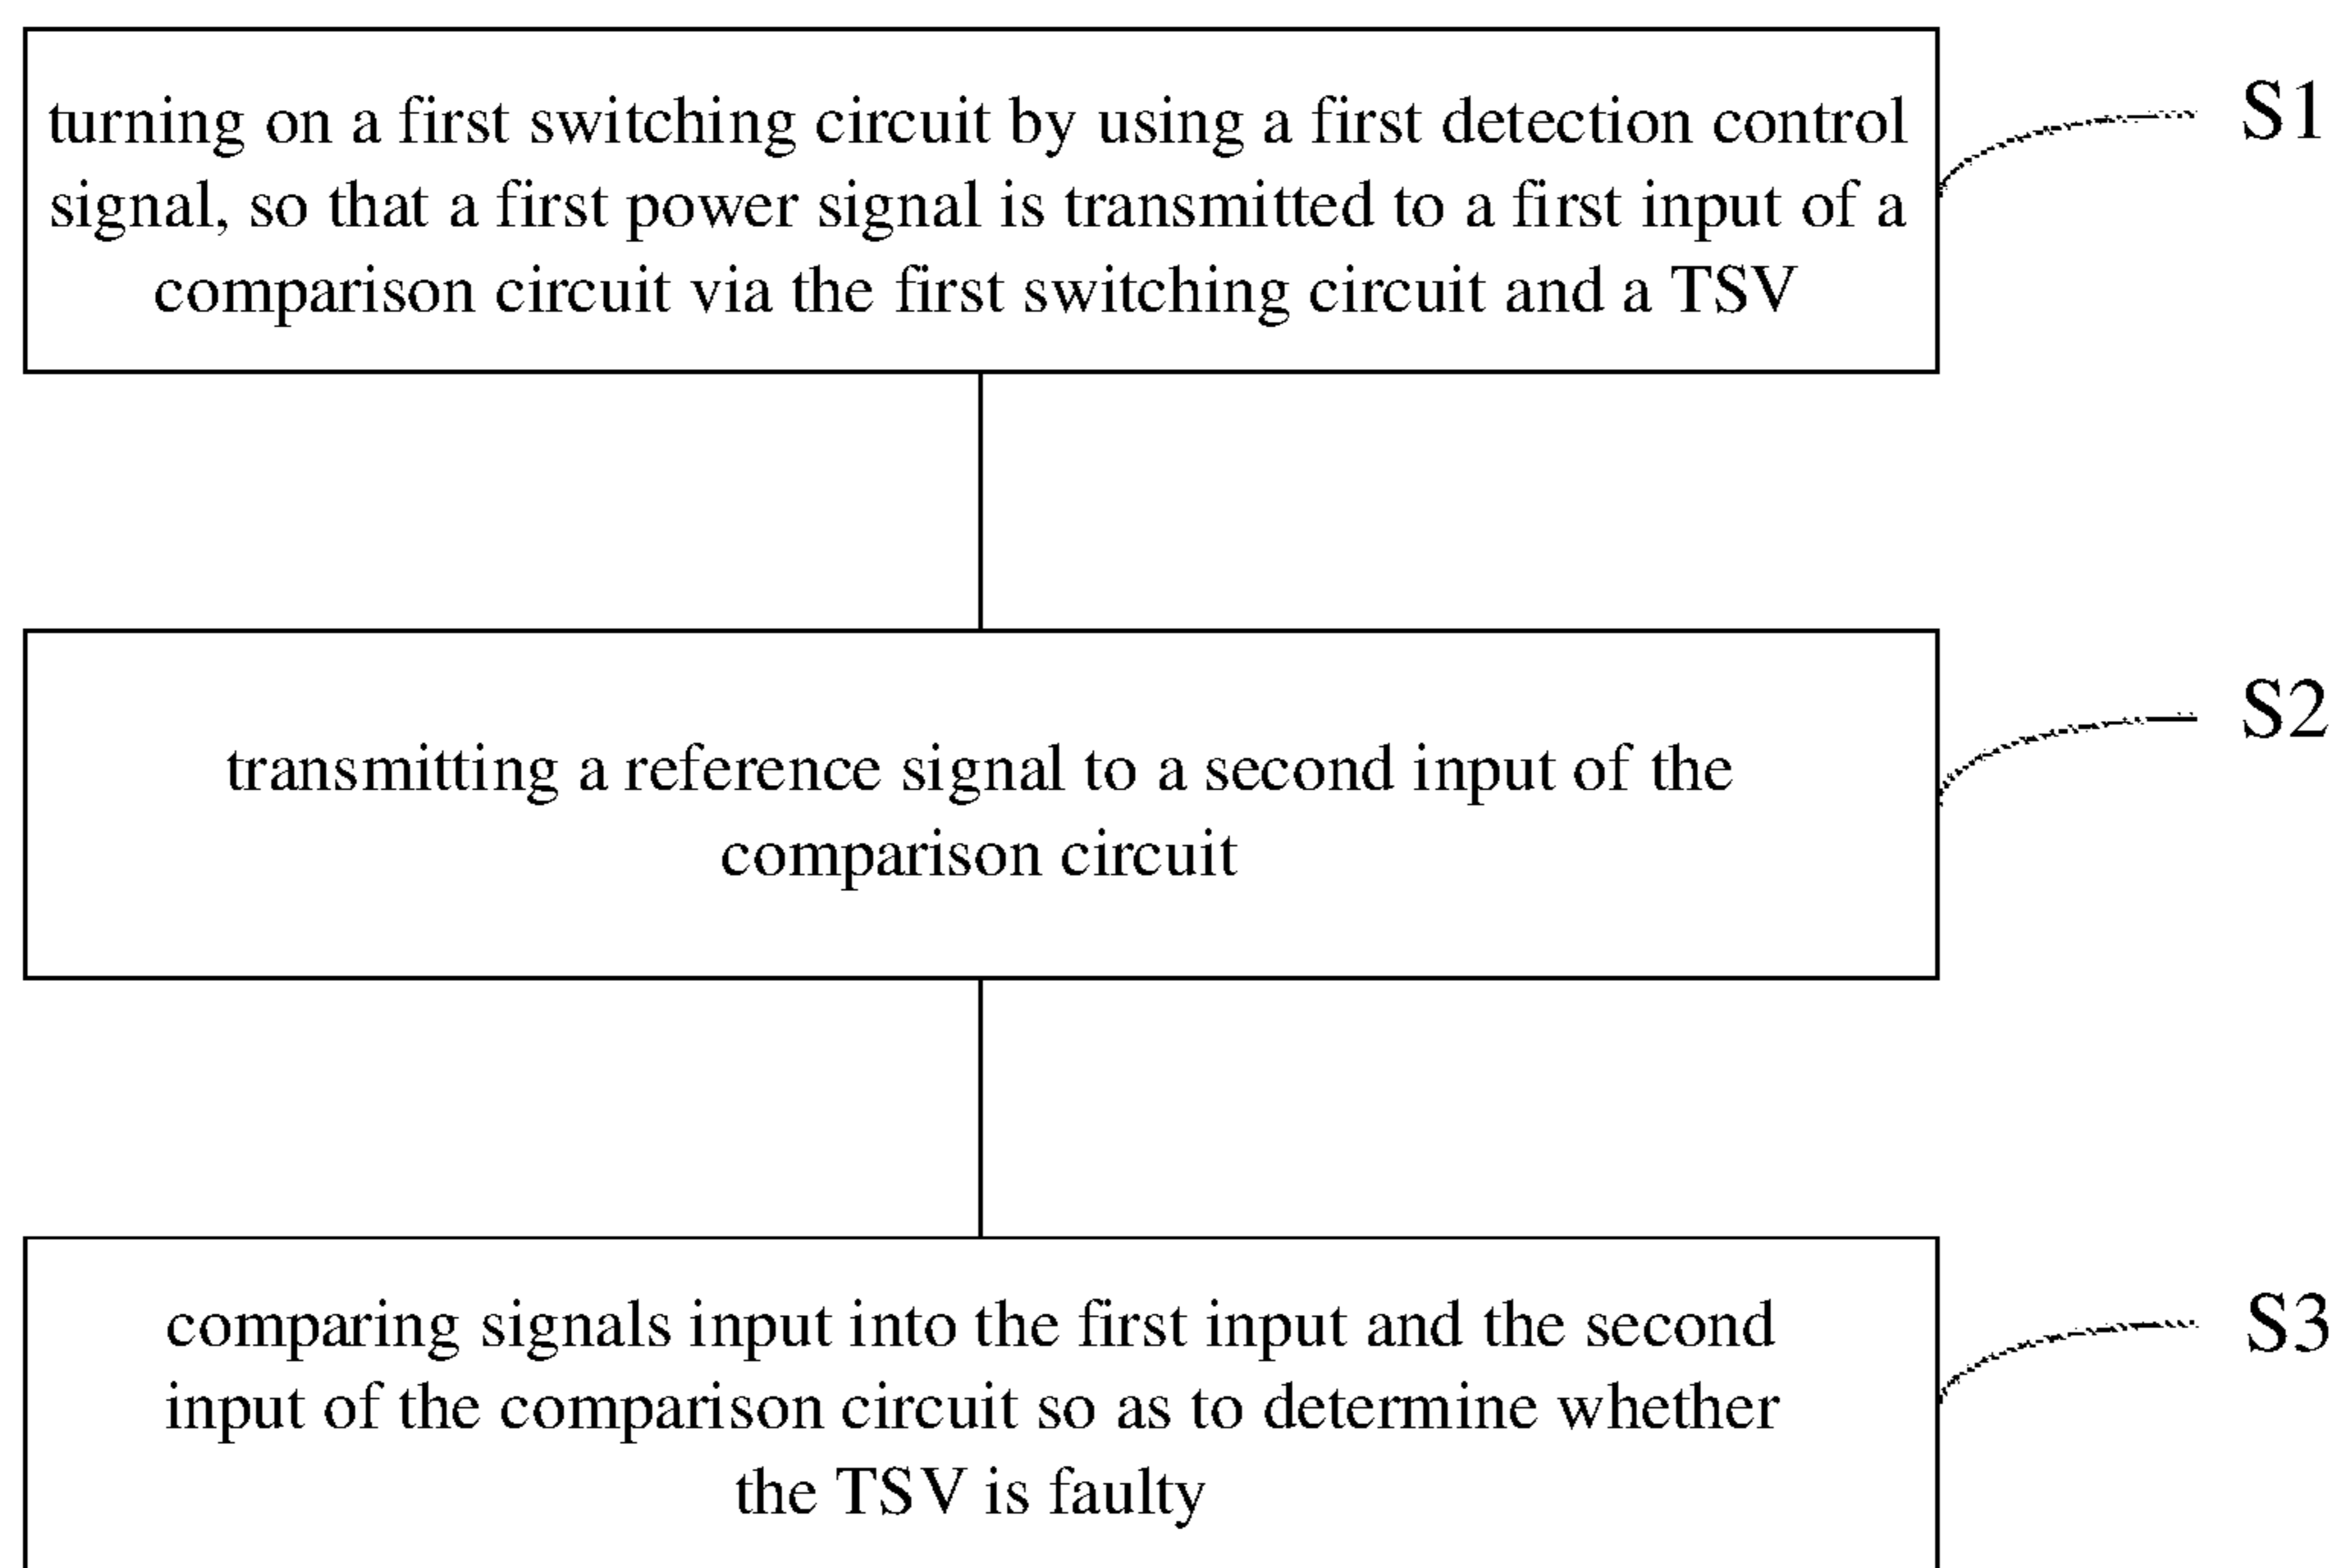 turning on a first switching circuit by using a first detection control
signal, so that a first power signal is transmitted to a first input of a
comparison circuit via the first switching circuit and a TSV
S1
transmitting a reference signal to a second input of the
comparison circuit
S2
comparing signals input into the first input and the second
input of the comparison circuit so as to determine whether
the TSV is faulty
S3